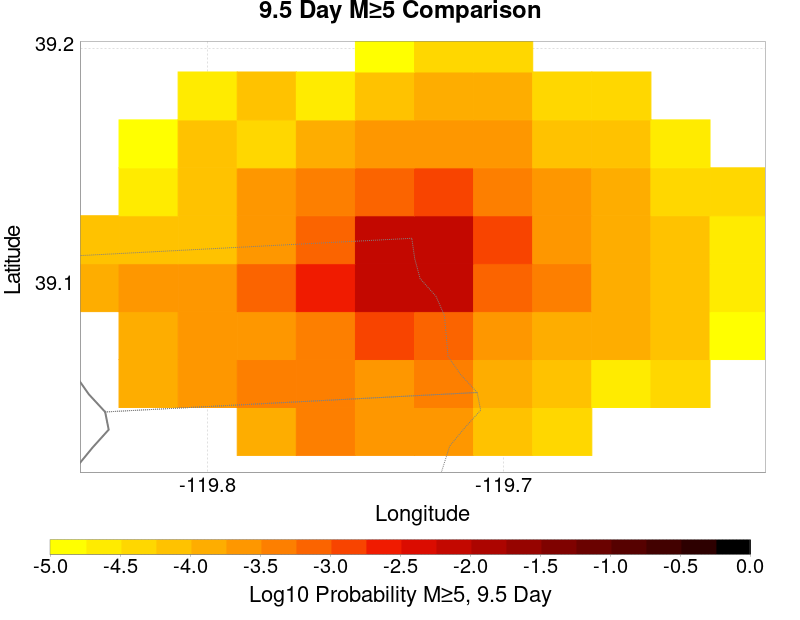 9.5 Day M≥5 Comparison
39.2
39.1
Latitude
-119.8 -119.7
Longitude
-5.0 -4.5 -4.0 -3.5 -3.0 -2.5 -2.0 -1.5 -1.0 -0.5 0.0
Log10 Probability M≥5, 9.5 Day